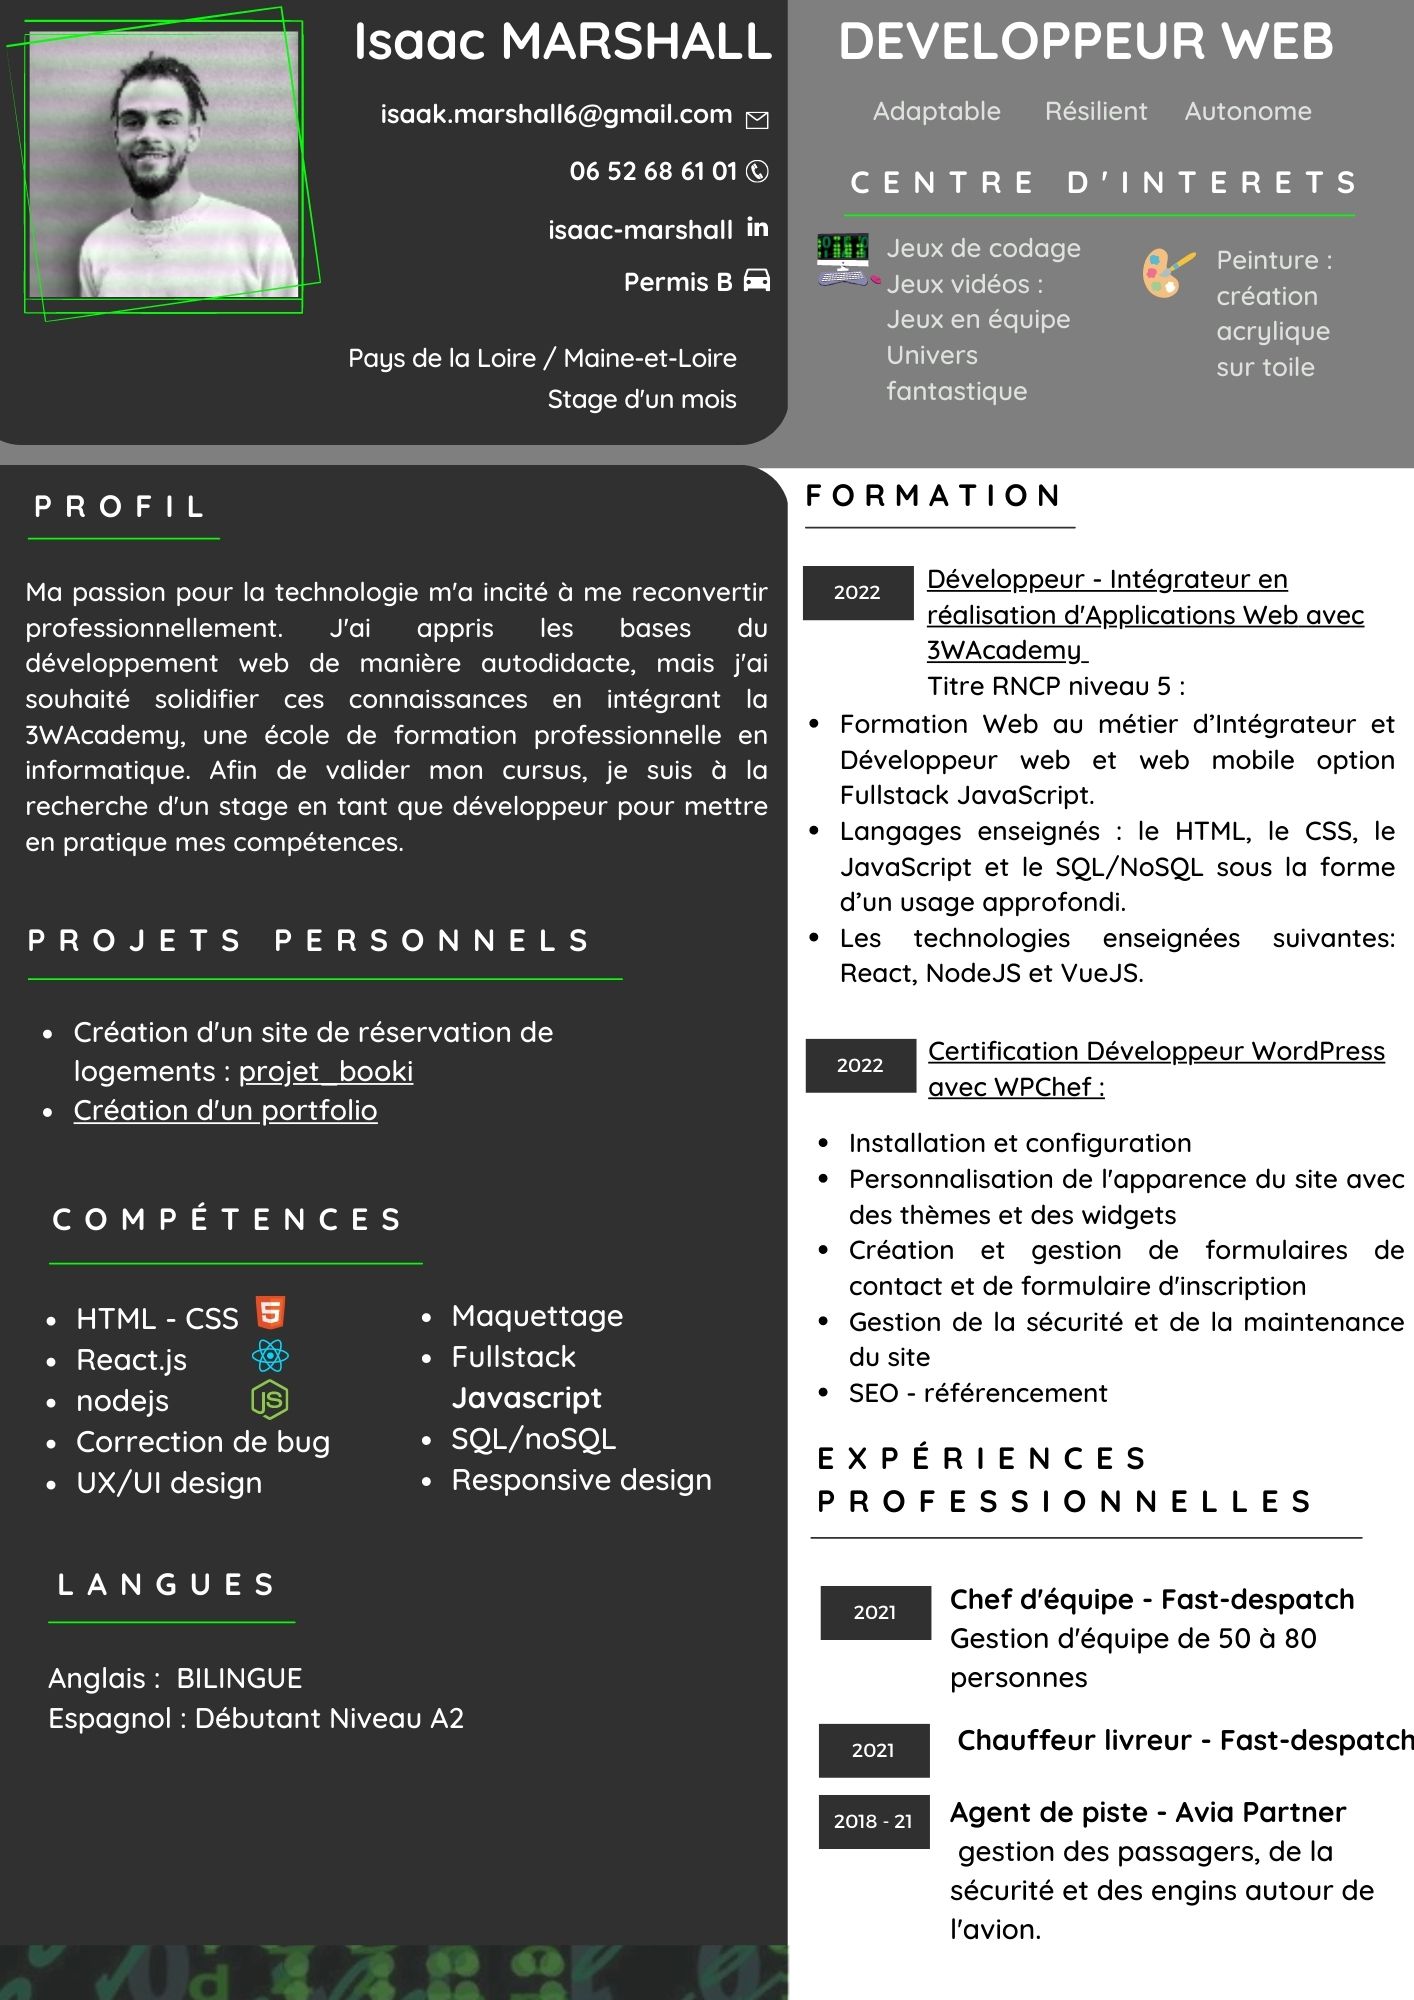 Isaac MARSHALL
isaak.marshall6@gmail.com
06 52 68 61 01
isaac-marshall
in
Permis B
Pays de la Loire / Maine-et-Loire
Stage d'un mois
DEVELOPPEUR WEB
Adaptable Résilient Autonome
CENTRE D'INTERETS
Jeux de codage
Jeux vidéos :
Jeux en équipe
Univers
fantastique
Peinture :
création
acrylique
sur toile
PROFIL
Ma passion pour la technologie m'a incité à me reconvertir
professionnellement. J'ai appris les bases du
développement web de manière autodidacte, mais j'ai
souhaité solidifier ces connaissances en intégrant la
3WAcademy, une école de formation professionnelle en
informatique. Afin de valider mon cursus, je suis à la
recherche d'un stage en tant que développeur pour mettre
en pratique mes compétences.
PROJETS PERSONNELS
• Création d'un site de réservation de
logements : projet_booki
• Création d'un portfolio
COMPÉTENCES
• HTML - CSS
5
• React.js
• nodejs
JS
• Correction de bug
• UX/UI design
• Maquettage
• Fullstack
Javascript
• SQL/noSQL
• Responsive design
LANGUES
Anglais : BILINGUE
Espagnol : Débutant Niveau A2
FORMATION
2022
Développeur - Intégrateur en
réalisation d'Applications Web avec
3WAcademy
Titre RNCP niveau 5 :
• Formation Web au métier d’Intégrateur et
Développeur web et web mobile option
Fullstack JavaScript.
• Langages enseignés : le HTML, le CSS, le
JavaScript et le SQL/NoSQL sous la forme
d’un usage approfondi.
• Les technologies enseignées suivantes:
React, NodeJS et VueJS.
2022
Certification Développeur WordPress
avec WPChef :
• Installation et configuration
• Personnalisation de l'apparence du site avec
des thèmes et des widgets
• Création et gestion de formulaires de
contact et de formulaire d'inscription
• Gestion de la sécurité et de la maintenance
du site
• SEO - référencement
EXPÉRIENCES
PROFESSIONNELLES
2021
Chef d'équipe - Fast-despatch
Gestion d'équipe de 50 à 80
personnes
2021
Chauffeur livreur - Fast-despatch
2018 - 21
Agent de piste - Avia Partner
gestion des passagers, de la
sécurité et des engins autour de
l'avion.